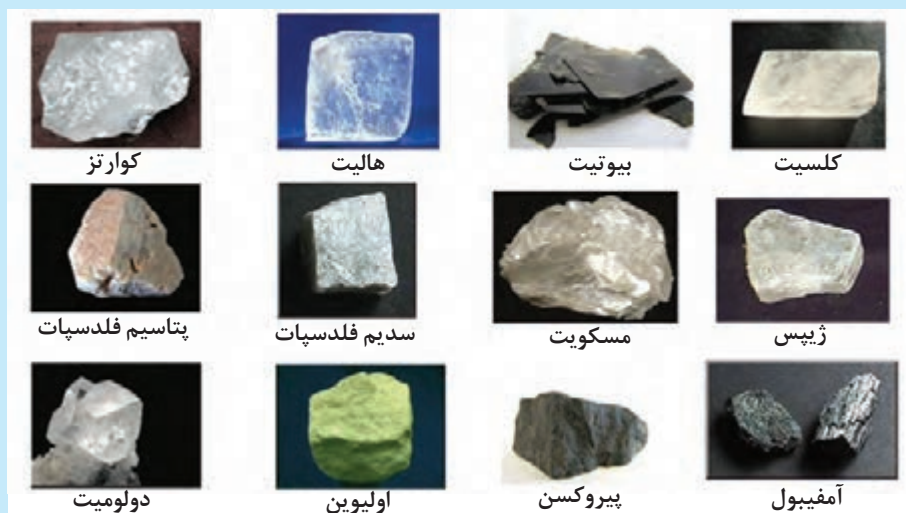 کلسیت بیوتیت هالیت کوارتز
ژیپس مسکویت سدیم فلدسپات پتاسیم فلدسپات
آمفیبول پیروکسن اولیوین دولومیت